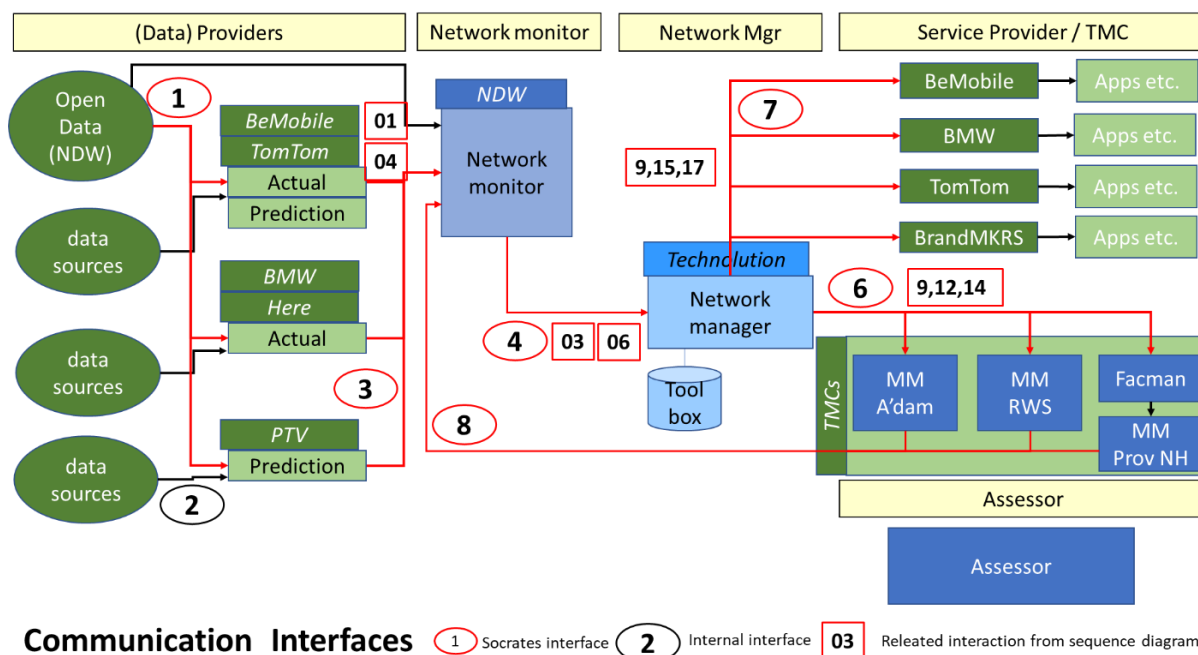 (Data) Providers
Network monitor
Network Mgr
Service Provider / TMC
Open
Data
(NDW)
1
BeMobile
01
TomTom
04
Actual
Prediction
data
sources
BMW
Here
Actual
data
sources
3
PTV
Prediction
data
sources
2
NDW
Network
monitor
4
03
06
8
7
9,15,17
Technolution
Network
manager
Tool
box
6
9,12,14
BeMobile
Apps etc.
BMW
Apps etc.
TomTom
Apps etc.
BrandMKRS
Apps etc.
TMCs
MM
A'dam
MM
RWS
Facman
MM
Prov NH
Assessor
Assessor
Communication Interfaces
1 Socrates interface
2 Internal interface
03 Releated interaction from sequence diagram